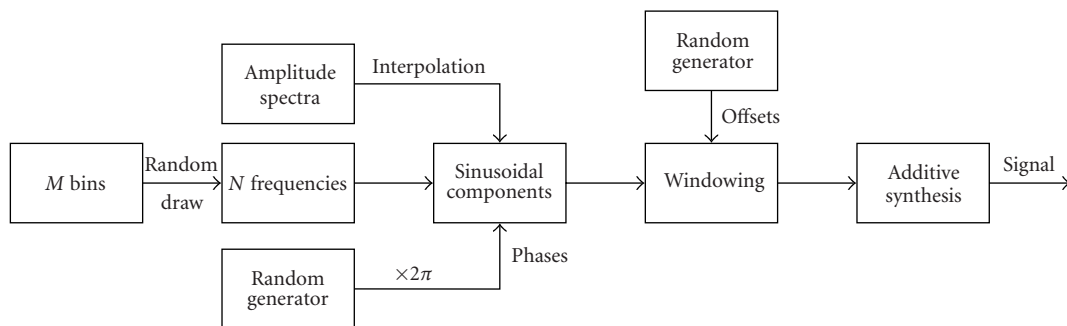 Amplitude
spectra
Interpolation
Random
generator
Offsets
M bins
Random
draw
N frequencies
Sinusoidal
components
Windowing
Additive
synthesis
Signal
Random
generator
×2π
Phases